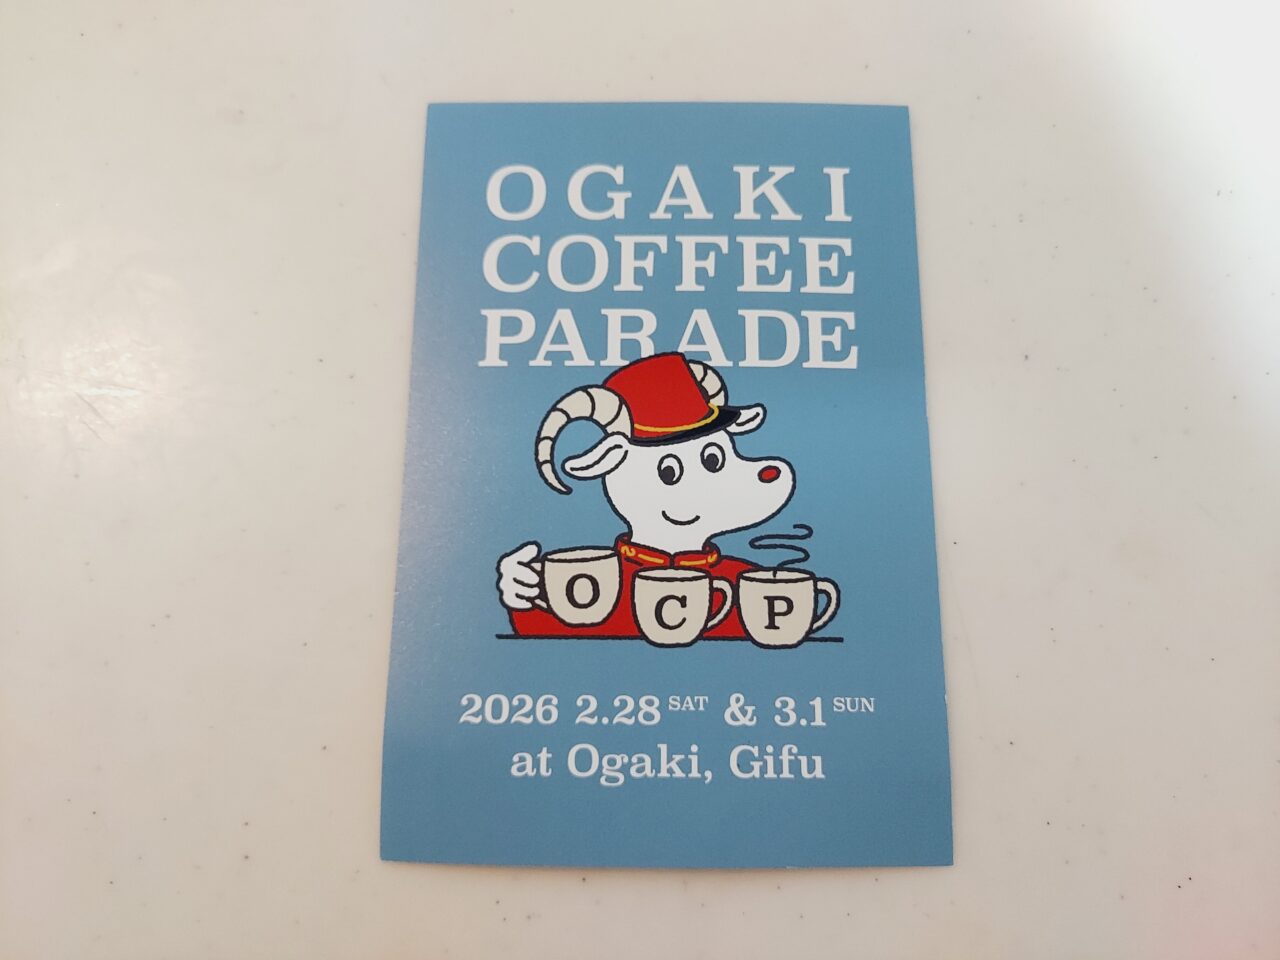 OGAKI
COFFEE
PARADE
O C P
2026 2.28 SAT & 3.1 SUN
at Ogaki, Gifu